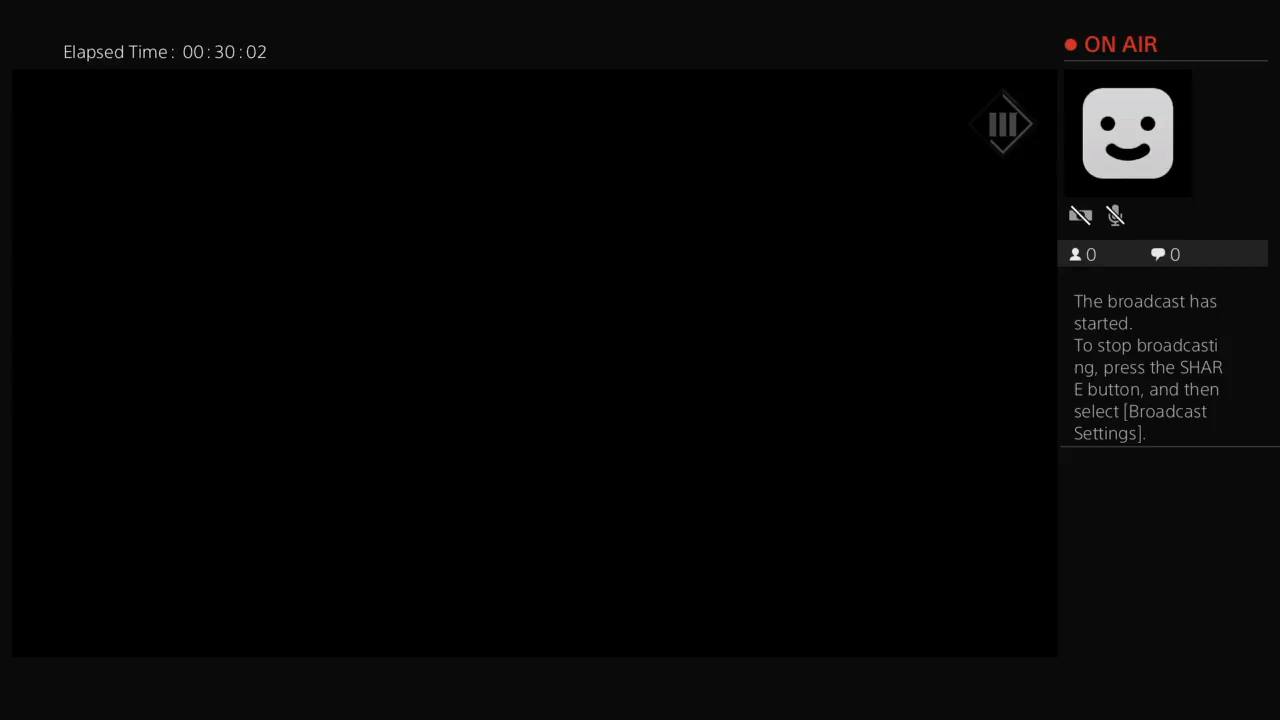 Elapsed Time: 00:30:02
ON AIR
0
0
The broadcast has
started.
To stop broadcasti
ng, press the SHAR
E button, and then
select [Broadcast
Settings].